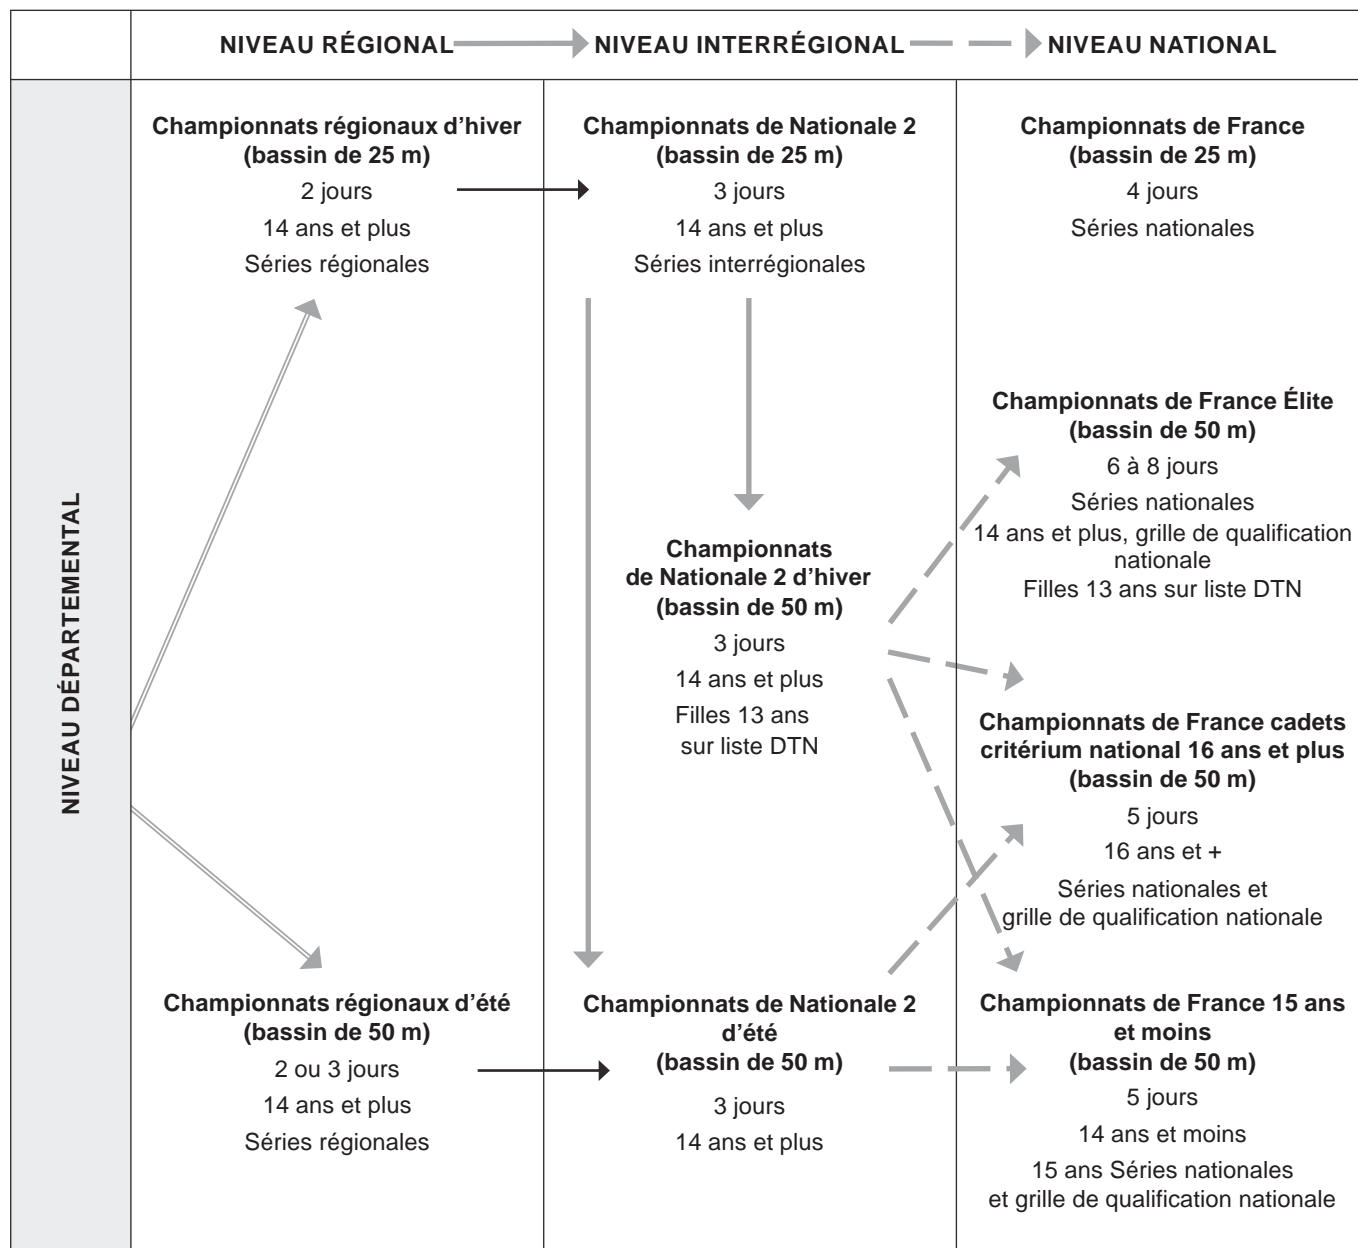 NIVEAU RÉGIONAL
NIVEAU INTERRÉGIONAL
NIVEAU NATIONAL
NIVEAU DÉPARTEMENTAL
Championnats régionaux d'hiver
(bassin de 25 m)
2 jours
14 ans et plus
Séries régionales
Championnats régionaux d'été
(bassin de 50 m)
2 ou 3 jours
14 ans et plus
Séries régionales
Championnats de Nationale 2
(bassin de 25 m)
3 jours
14 ans et plus
Séries interrégionales
Championnats
de Nationale 2 d'hiver
(bassin de 50 m)
3 jours
14 ans et plus
Filles 13 ans
sur liste DTN
Championnats de Nationale 2
d'été
(bassin de 50 m)
3 jours
14 ans et plus
Championnats de France
(bassin de 25 m)
4 jours
Séries nationales
Championnats de France Élite
(bassin de 50 m)
6 à 8 jours
Séries nationales
14 ans et plus, grille de qualification
nationale
Filles 13 ans sur liste DTN
Championnats de France cadets
critérium national 16 ans et plus
(bassin de 50 m)
5 jours
16 ans et +
Séries nationales et
grille de qualification nationale
Championnats de France 15 ans
et moins
(bassin de 50 m)
5 jours
14 ans et moins
15 ans Séries nationales
et grille de qualification nationale